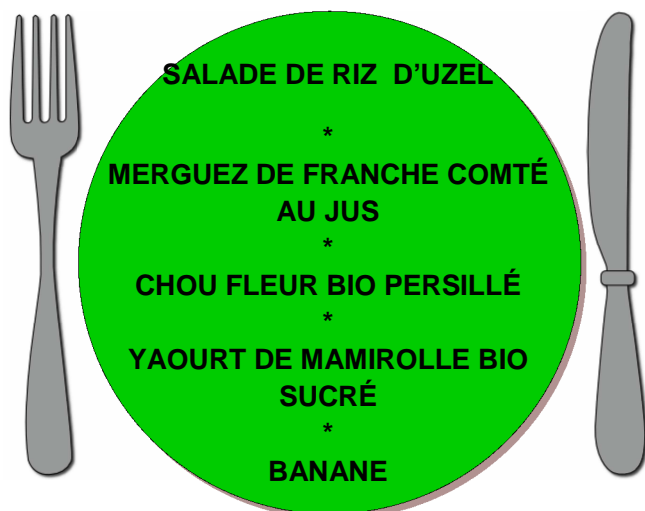 SALADE DE RIZ D’UZEL
*
MERGUEZ DE FRANCHE COMTÉ
AU JUS
*
CHOU FLEUR BIO PERSILLÉ
*
YAOURT DE MAMIROLLE BIO
SUCRÉ
*
BANANE